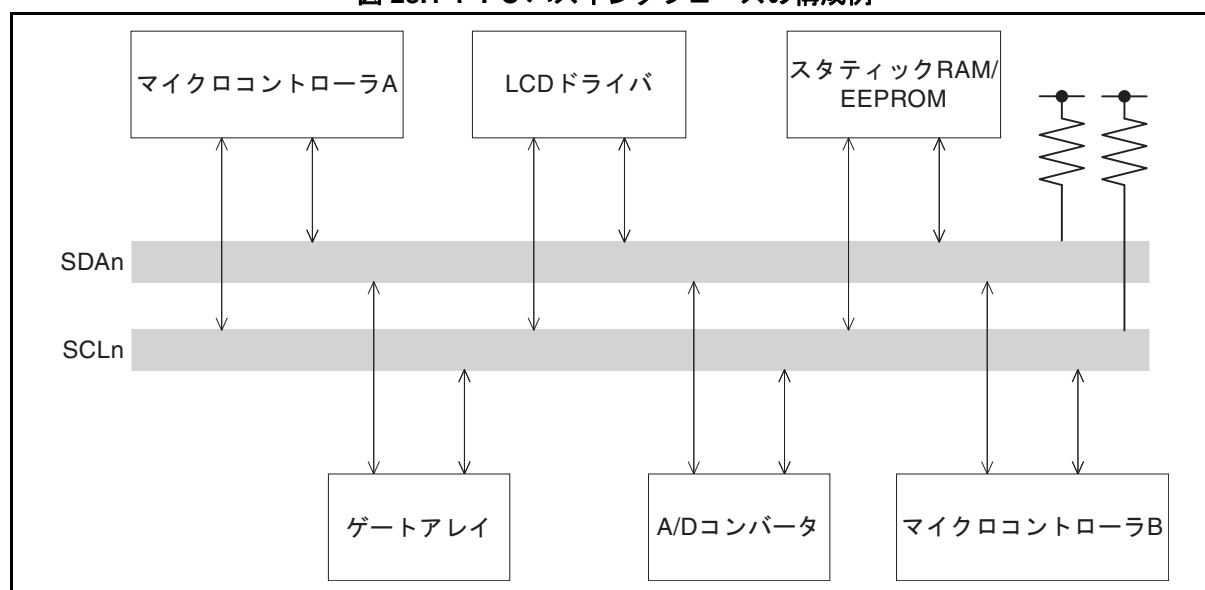 マイクロコントローラA
LCDドライバ
スタティックRAM/
EEPROM
SDAn
SCLn
ゲートアレイ
A/Dコンバータ
マイクロコントローラB